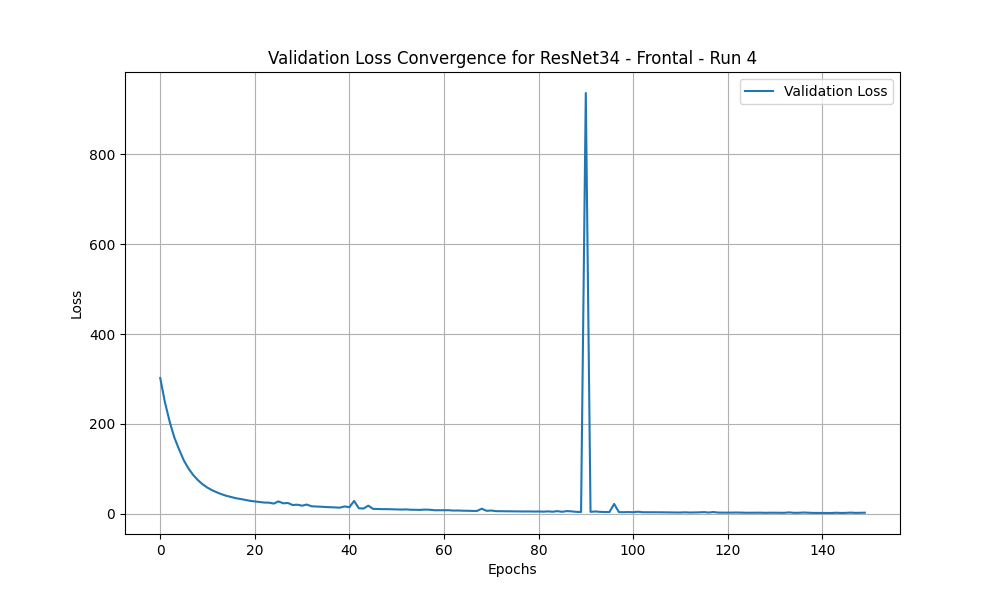 Validation Loss Convergence for ResNet34 - Frontal - Run 4
Validation Loss
800
600
400
200
0
Loss
0 20 40 60 80 100 120 140
Epochs